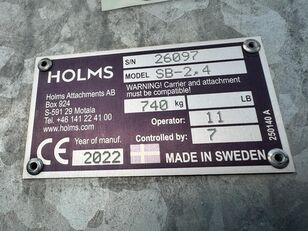 HOLMS
S/N 26097
MODEL SB-2.4
Holms Attachments AB
Box 924
S-591 29 Motala
Tel. +46 141 22 41 00
www.holms.com
WARNING! Carrier and attachment
must be compatible!
740 kg LB
Operator: 11
Controlled by: 7
CE Year of manuf. 2022
MADE IN SWEDEN
250140 A